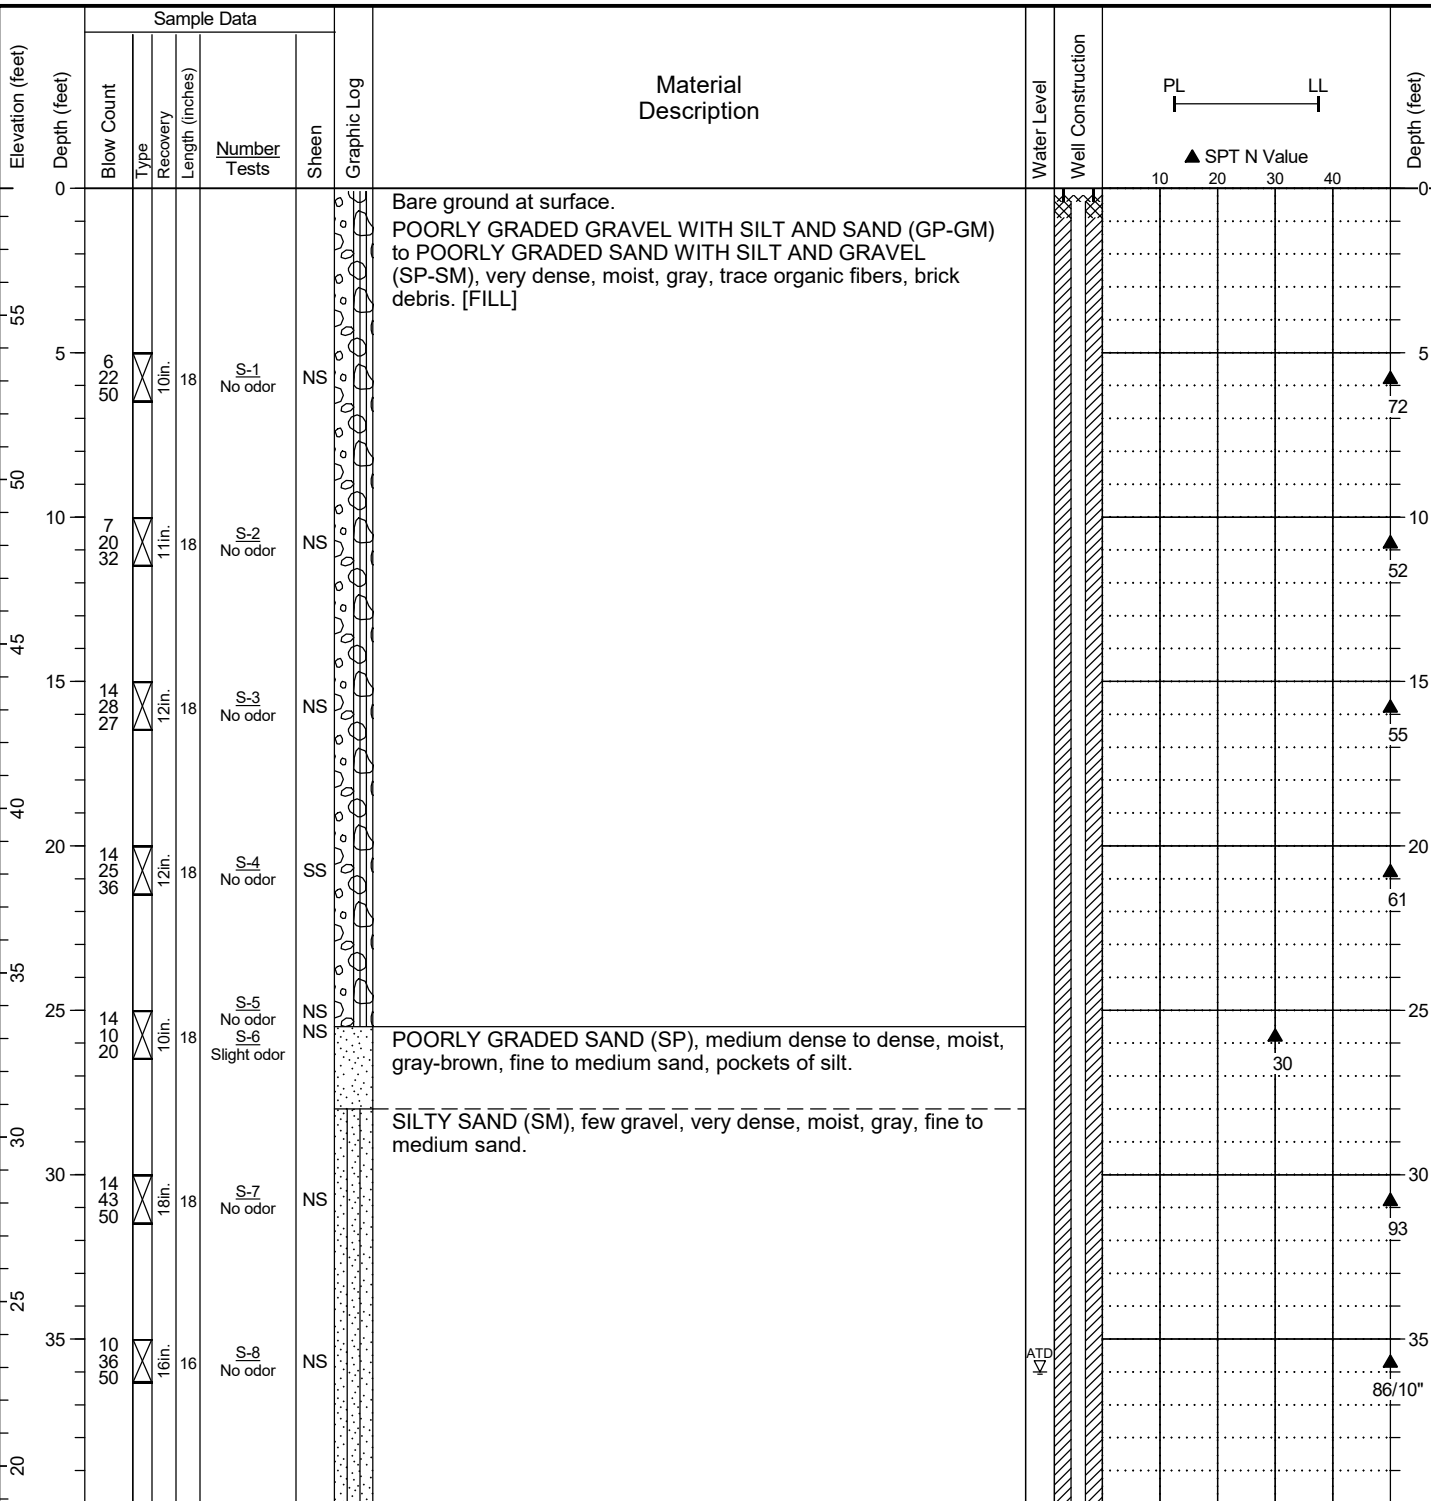 Sample Data
Elevation (feet)
Depth (feet)
Blow Count
Type
Recovery
Length (inches)
Number
Tests
Sheen
Graphic Log
Material
Description
Water Level
Well Construction
PL LL
▲ SPT N Value
10 20 30 40
Depth (feet)
0 0
Bare ground at surface.
POORLY GRADED GRAVEL WITH SILT AND SAND (GP-GM)
to POORLY GRADED SAND WITH SILT AND GRAVEL
(SP-SM), very dense, moist, gray, trace organic fibers, brick
debris. [FILL]
55
5 5
6
22
50
10in.
18
S-1
No odor
NS
72
50
10 10
7
20
32
11in.
18
S-2
No odor
NS
52
45
15 15
14
28
27
12in.
18
S-3
No odor
NS
55
40
20 20
14
25
36
12in.
18
S-4
No odor
SS
61
35
25 25
14
10
20
10in.
18
S-5
No odor
S-6
Slight odor
NS
NS
POORLY GRADED SAND (SP), medium dense to dense, moist,
gray-brown, fine to medium sand, pockets of silt.
30
30
SILTY SAND (SM), few gravel, very dense, moist, gray, fine to
medium sand.
30 30
14
43
50
18in.
18
S-7
No odor
NS
93
25
35 35
10
36
50
16in.
16
S-8
No odor
NS
ATD
86/10"
20